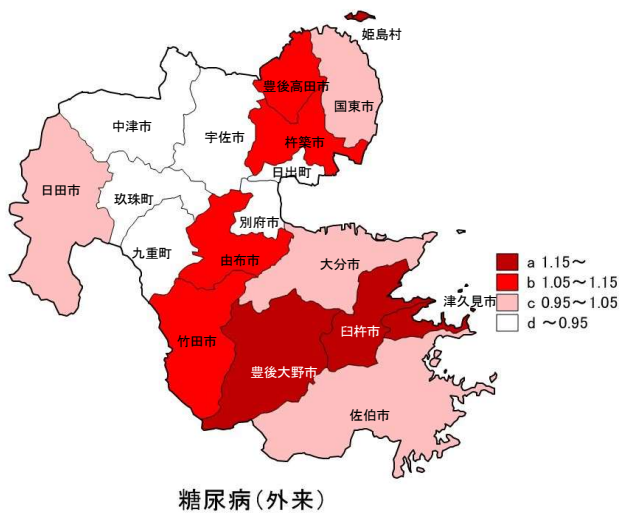 姫島村
豊後高田市
国東市
中津市
宇佐市
杵築市
日出町
日田市
玖珠町
別府市
九重町
由布市
大分市
a 1.15～
b 1.05～1.15
津久見市
c 0.95～1.05
d ～0.95
臼杵市
竹田市
豊後大野市
佐伯市
糖尿病(外来)